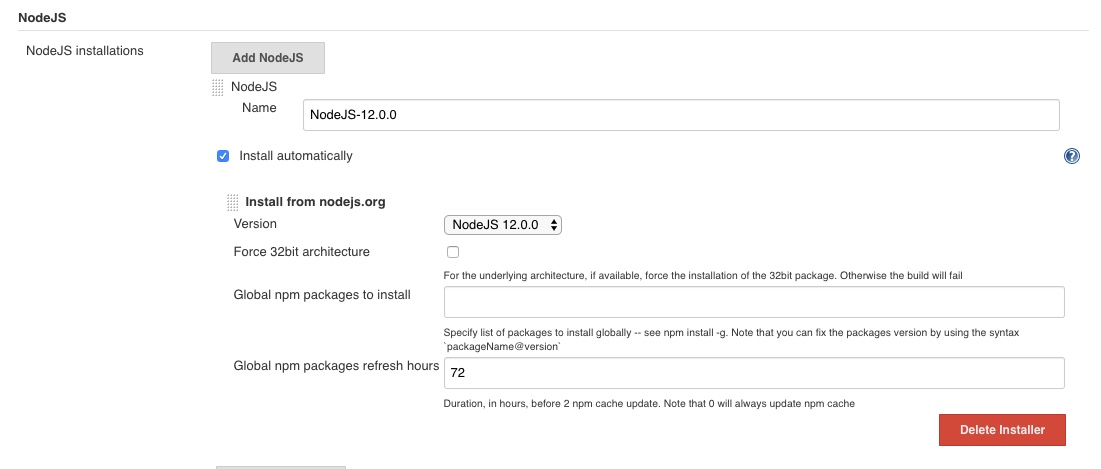 NodeJS
NodeJS installations
Add NodeJS
NodeJS
Name
NodeJS-12.0.0
Install automatically
?
Install from nodejs.org
Version
NodeJS 12.0.0
Force 32bit architecture
For the underlying architecture, if available, force the installation of the 32bit package. Otherwise the build will fail
Global npm packages to install
Specify list of packages to install globally -- see npm install -g. Note that you can fix the packages version by using the syntax
`packageName@version`
Global npm packages refresh hours
72
Duration, in hours, before 2 npm cache update. Note that 0 will always update npm cache
Delete Installer